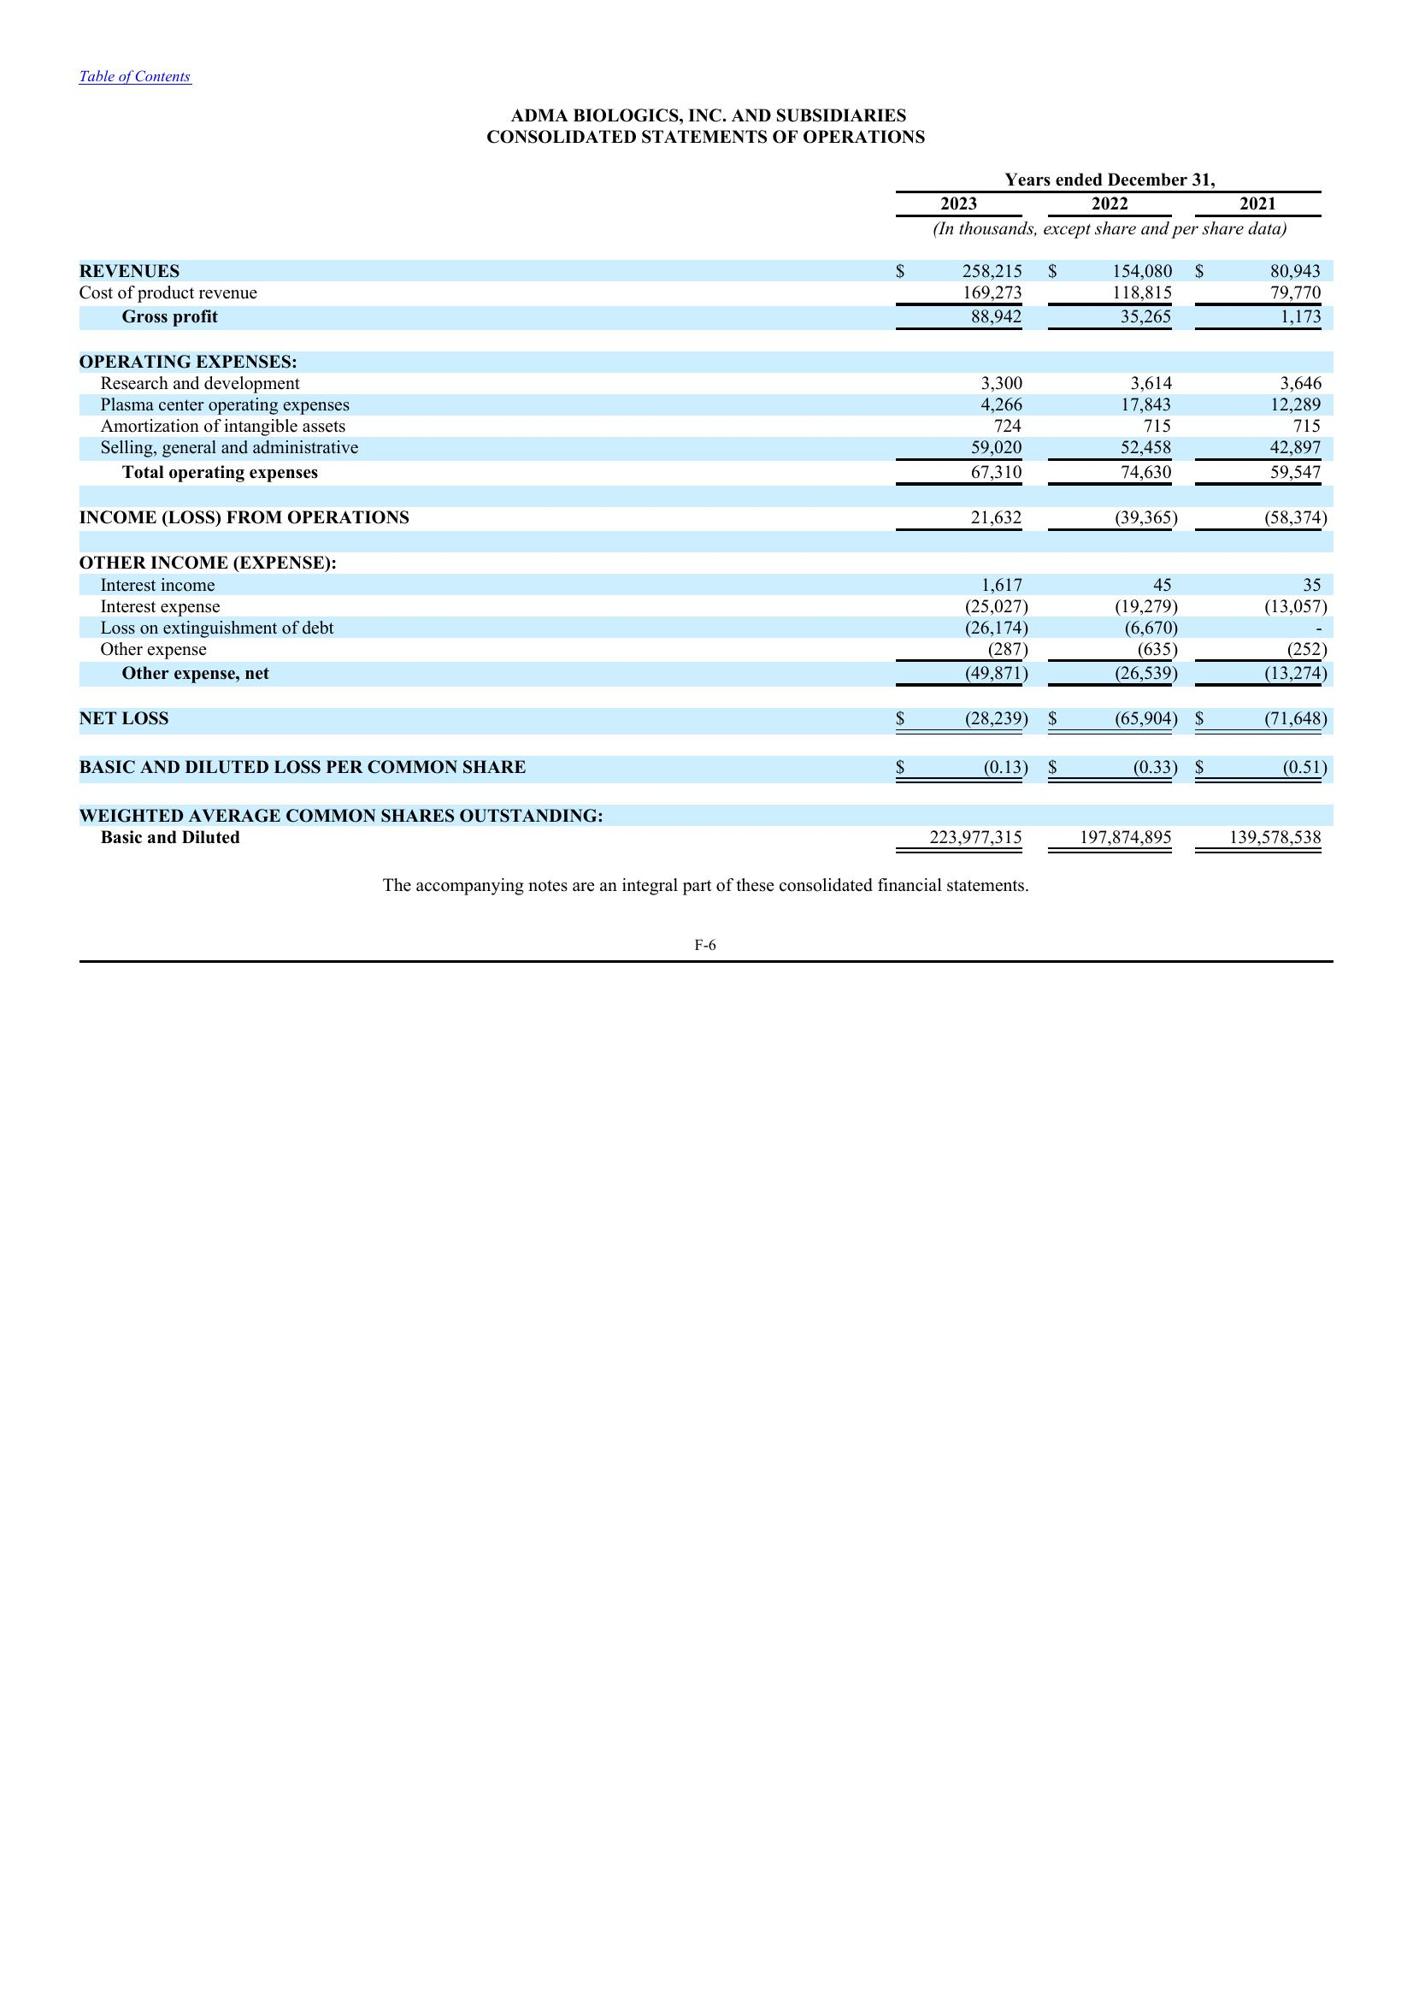 Table of Contents
ADMA BIOLOGICS, INC. AND SUBSIDIARIES
CONSOLIDATED STATEMENTS OF OPERATIONS
Years ended December 31,
2023 2022 2021
(In thousands, except share and per share data)
REVENUES $ 258,215 $ 154,080 $ 80,943
Cost of product revenue 169,273 118,815 79,770
Gross profit 88,942 35,265 1,173
OPERATING EXPENSES:
Research and development 3,300 3,614 3,646
Plasma center operating expenses 4,266 17,843 12,289
Amortization of intangible assets 724 715 715
Selling, general and administrative 59,020 52,458 42,897
Total operating expenses 67,310 74,630 59,547
INCOME (LOSS) FROM OPERATIONS 21,632 (39,365) (58,374)
OTHER INCOME (EXPENSE):
Interest income 1,617 45 35
Interest expense (25,027) (19,279) (13,057)
Loss on extinguishment of debt (26,174) (6,670) -
Other expense (287) (635) (252)
Other expense, net (49,871) (26,539) (13,274)
NET LOSS $ (28,239) $ (65,904) $ (71,648)
BASIC AND DILUTED LOSS PER COMMON SHARE $ (0.13) $ (0.33) $ (0.51)
WEIGHTED AVERAGE COMMON SHARES OUTSTANDING:
Basic and Diluted 223,977,315 197,874,895 139,578,538
The accompanying notes are an integral part of these consolidated financial statements.
F-6